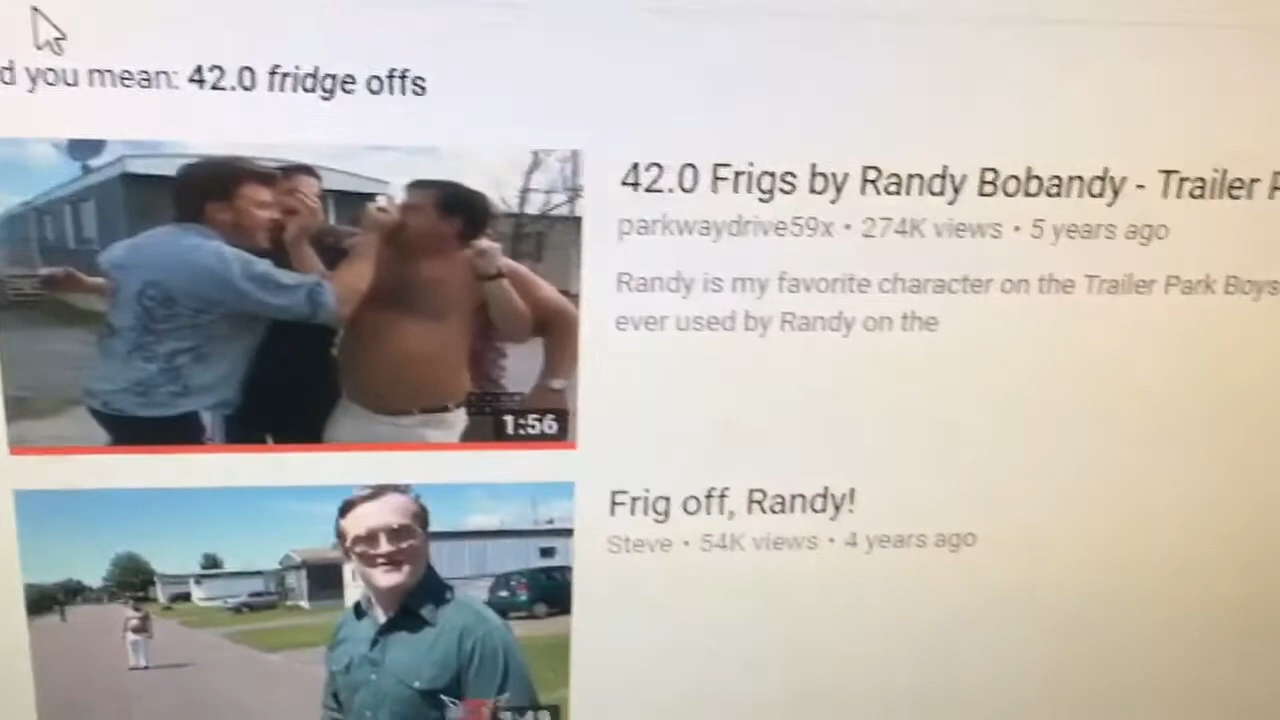 d you mean: 42.0 fridge offs
42.0 Frigs by Randy Bobandy - Trailer P
parkwaydrive59x • 274K views • 5 years ago
Randy is my favorite character on the Trailer Park Boys
ever used by Randy on the
1:56
Frig off, Randy!
Steve • 54K views • 4 years ago